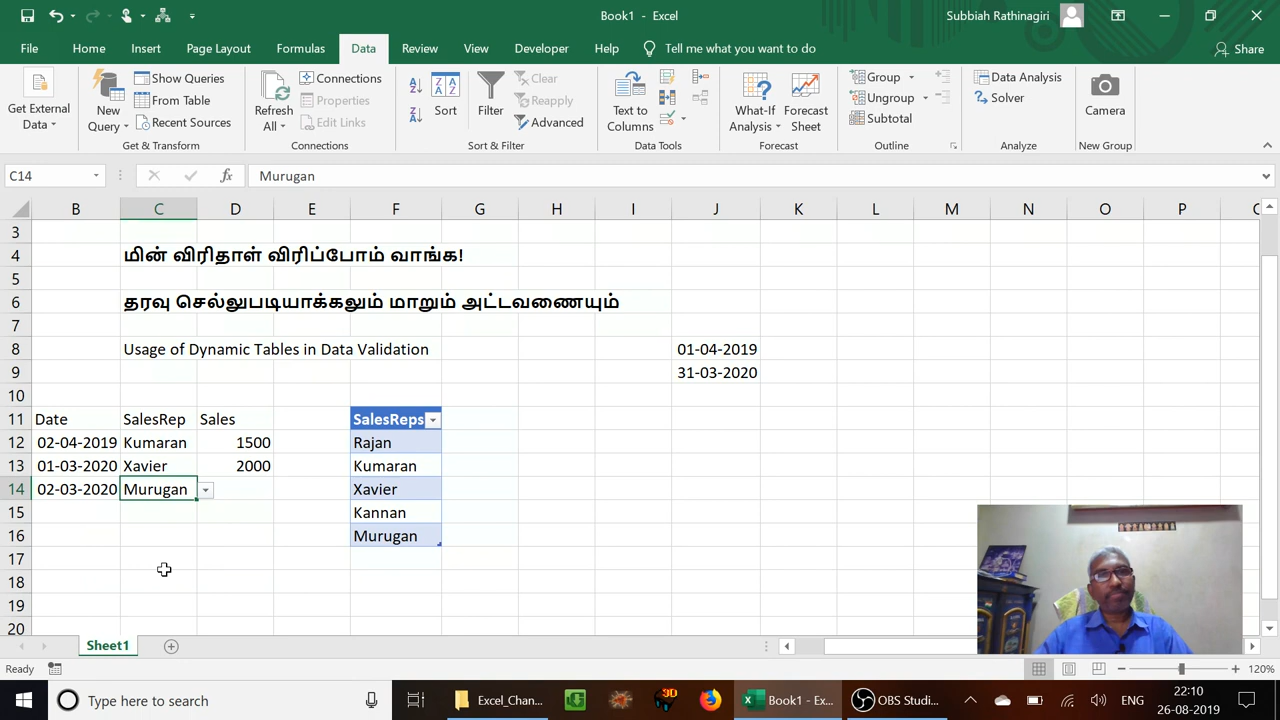 Book1 - Excel
Subbiah Rathinagiri
File Home Insert Page Layout Formulas Data Review View Developer Help Tell me what you want to do Share
Get External Data
New Query
Show Queries
From Table
Recent Sources
Get & Transform
Refresh All
Connections
Properties
Edit Links
Connections
Sort
Filter
Clear
Reapply
Advanced
Sort & Filter
Text to Columns
Data Tools
What-If Analysis
Forecast Sheet
Forecast
Group
Ungroup
Subtotal
Outline
Data Analysis
Solver
Analyze
Camera
New Group
C14 fx Murugan
B C D E F G H I J K L M N O P
3
4 மின் விரிதாள் விரிப்போம் வாங்க!
5
6 தரவு செல்லுபடியாக்கலும் மாறும் அட்டவணையும்
7
8 Usage of Dynamic Tables in Data Validation 01-04-2019
9 31-03-2020
10
11 Date SalesRep Sales SalesReps
12 02-04-2019 Kumaran 1500 Rajan
13 01-03-2020 Xavier 2000 Kumaran
14 02-03-2020 Murugan Xavier
15 Kannan
16 Murugan
17
18
19
20
Sheet1
Ready 120%
Type here to search
Excel_Chan...
3D
Book1 - Ex...
OBS Studi...
ENG
22:10
26-08-2019